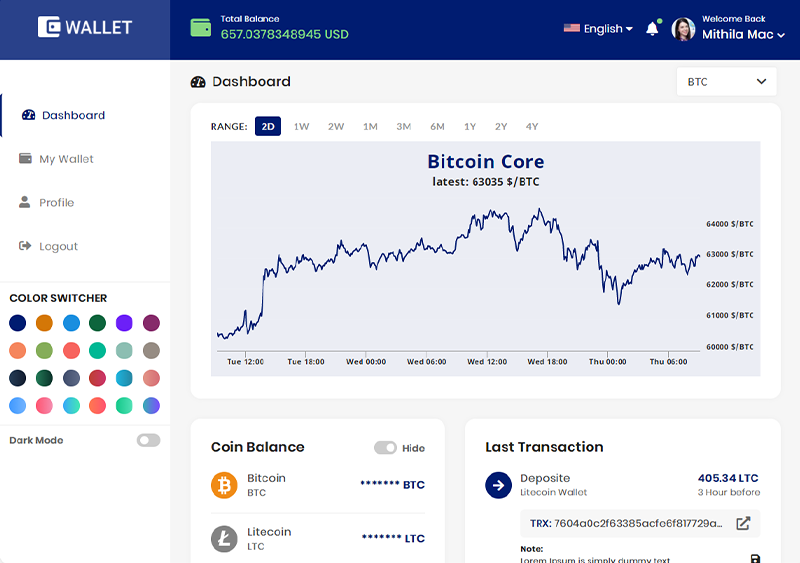 WALLET
Total Balance
657.0378348945 USD
English
Welcome Back
Mithila Mac
Dashboard
My Wallet
Profile
Logout
COLOR SWITCHER
Dark Mode
Dashboard
BTC
RANGE: 2D 1W 2W 1M 3M 6M 1Y 2Y 4Y
Bitcoin Core
latest: 63035 $/BTC
64000 $/BTC
63000 $/BTC
62000 $/BTC
61000 $/BTC
60000 $/BTC
Tue 12:00 Tue 18:00 Wed 00:00 Wed 06:00 Wed 12:00 Wed 18:00 Thu 00:00 Thu 06:00
Coin Balance
Hide
Bitcoin
BTC
******* BTC
Litecoin
LTC
******* LTC
Last Transaction
Deposite
Litecoin Wallet
405.34 LTC
3 Hour before
TRX: 7604a0c2f63385acfe6f817729a...
Note:
Lorem Ipsum is simply dummy text